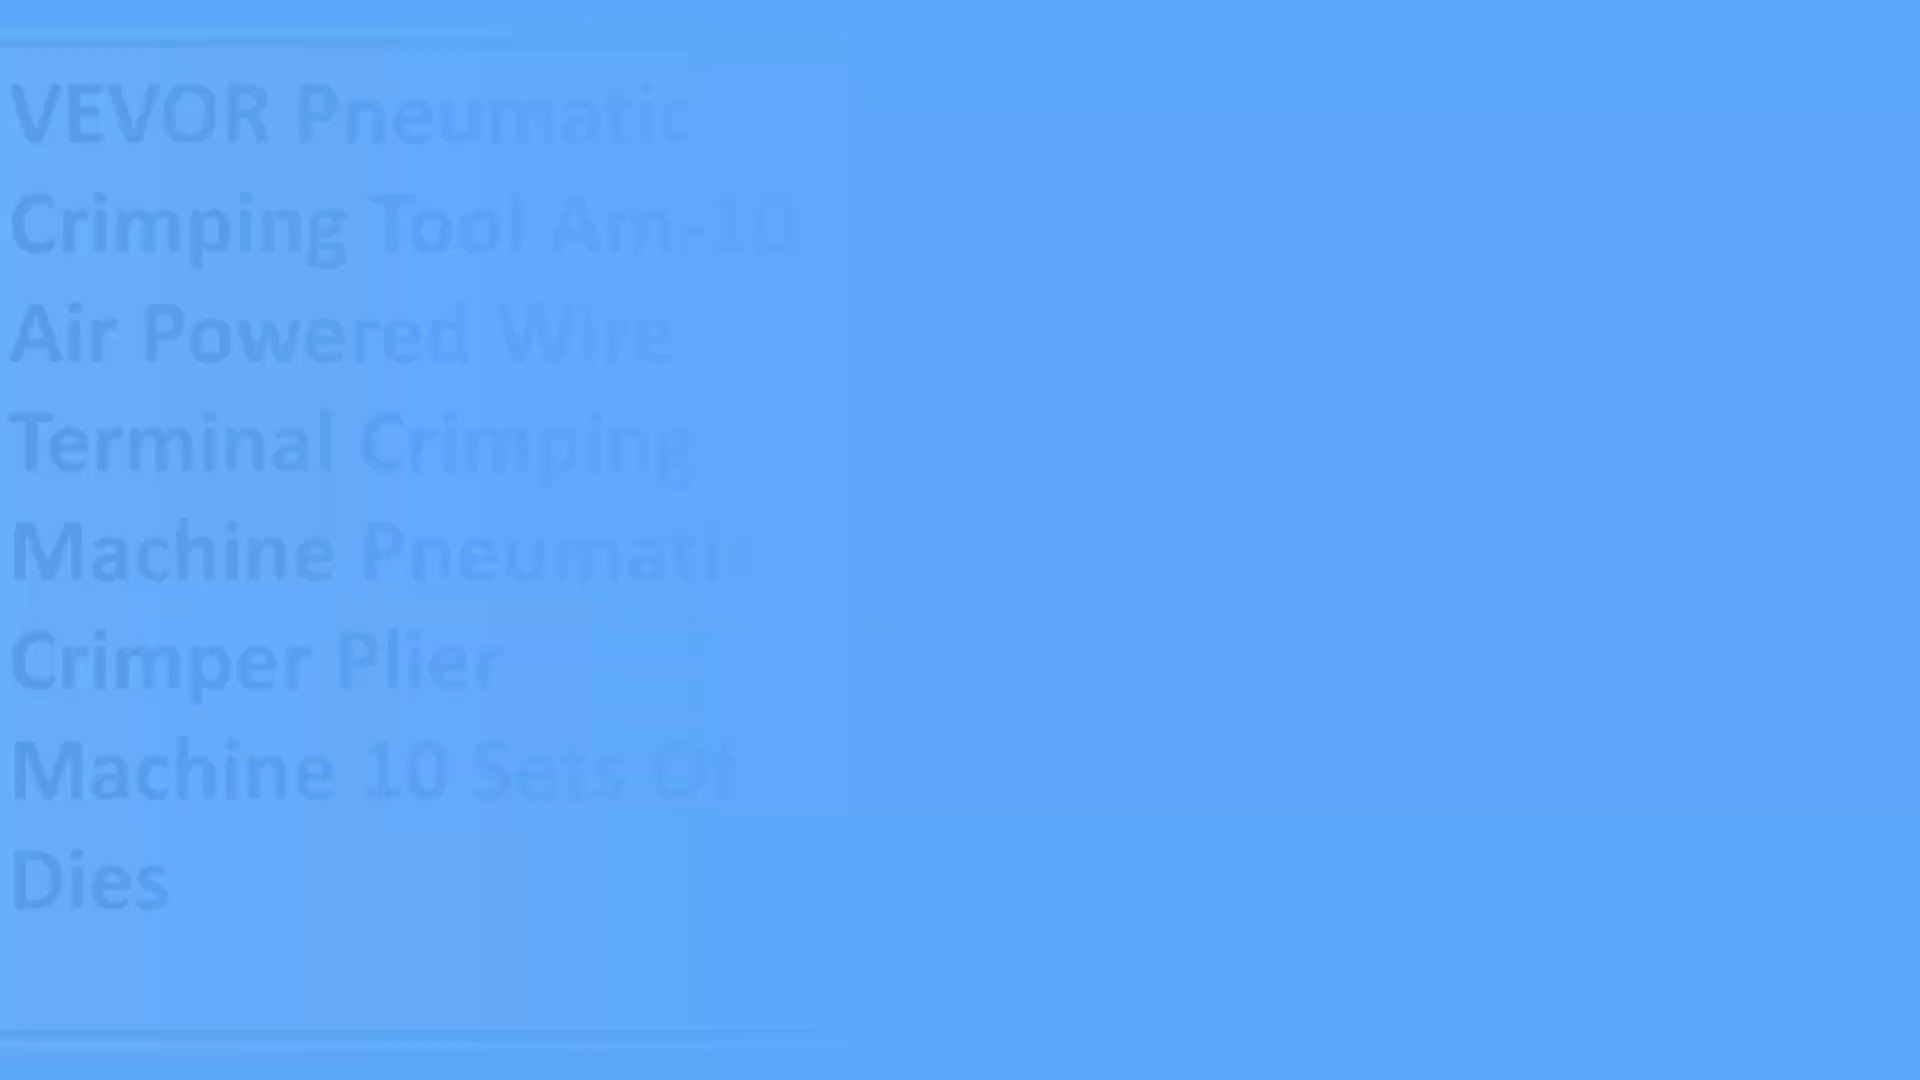 VEVOR Pneumatic
Crimping Tool Am-10
Air Powered Wire
Terminal Crimping
Machine Pneumatic
Crimper Plier
Machine 10 Sets Of
Dies